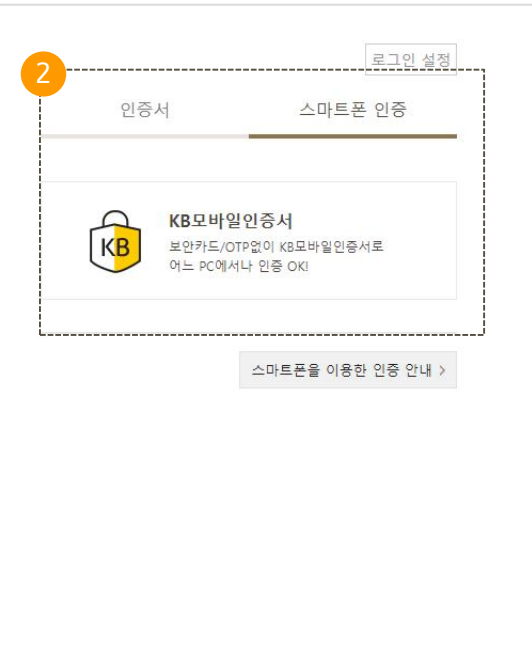 로그인 설정
2
인증서 스마트폰 인증
KB모바일인증서
KB
보안카드/OTP없이 KB모바일인증서로
어느 PC에서나 인증 OK!
스마트폰을 이용한 인증 안내 >